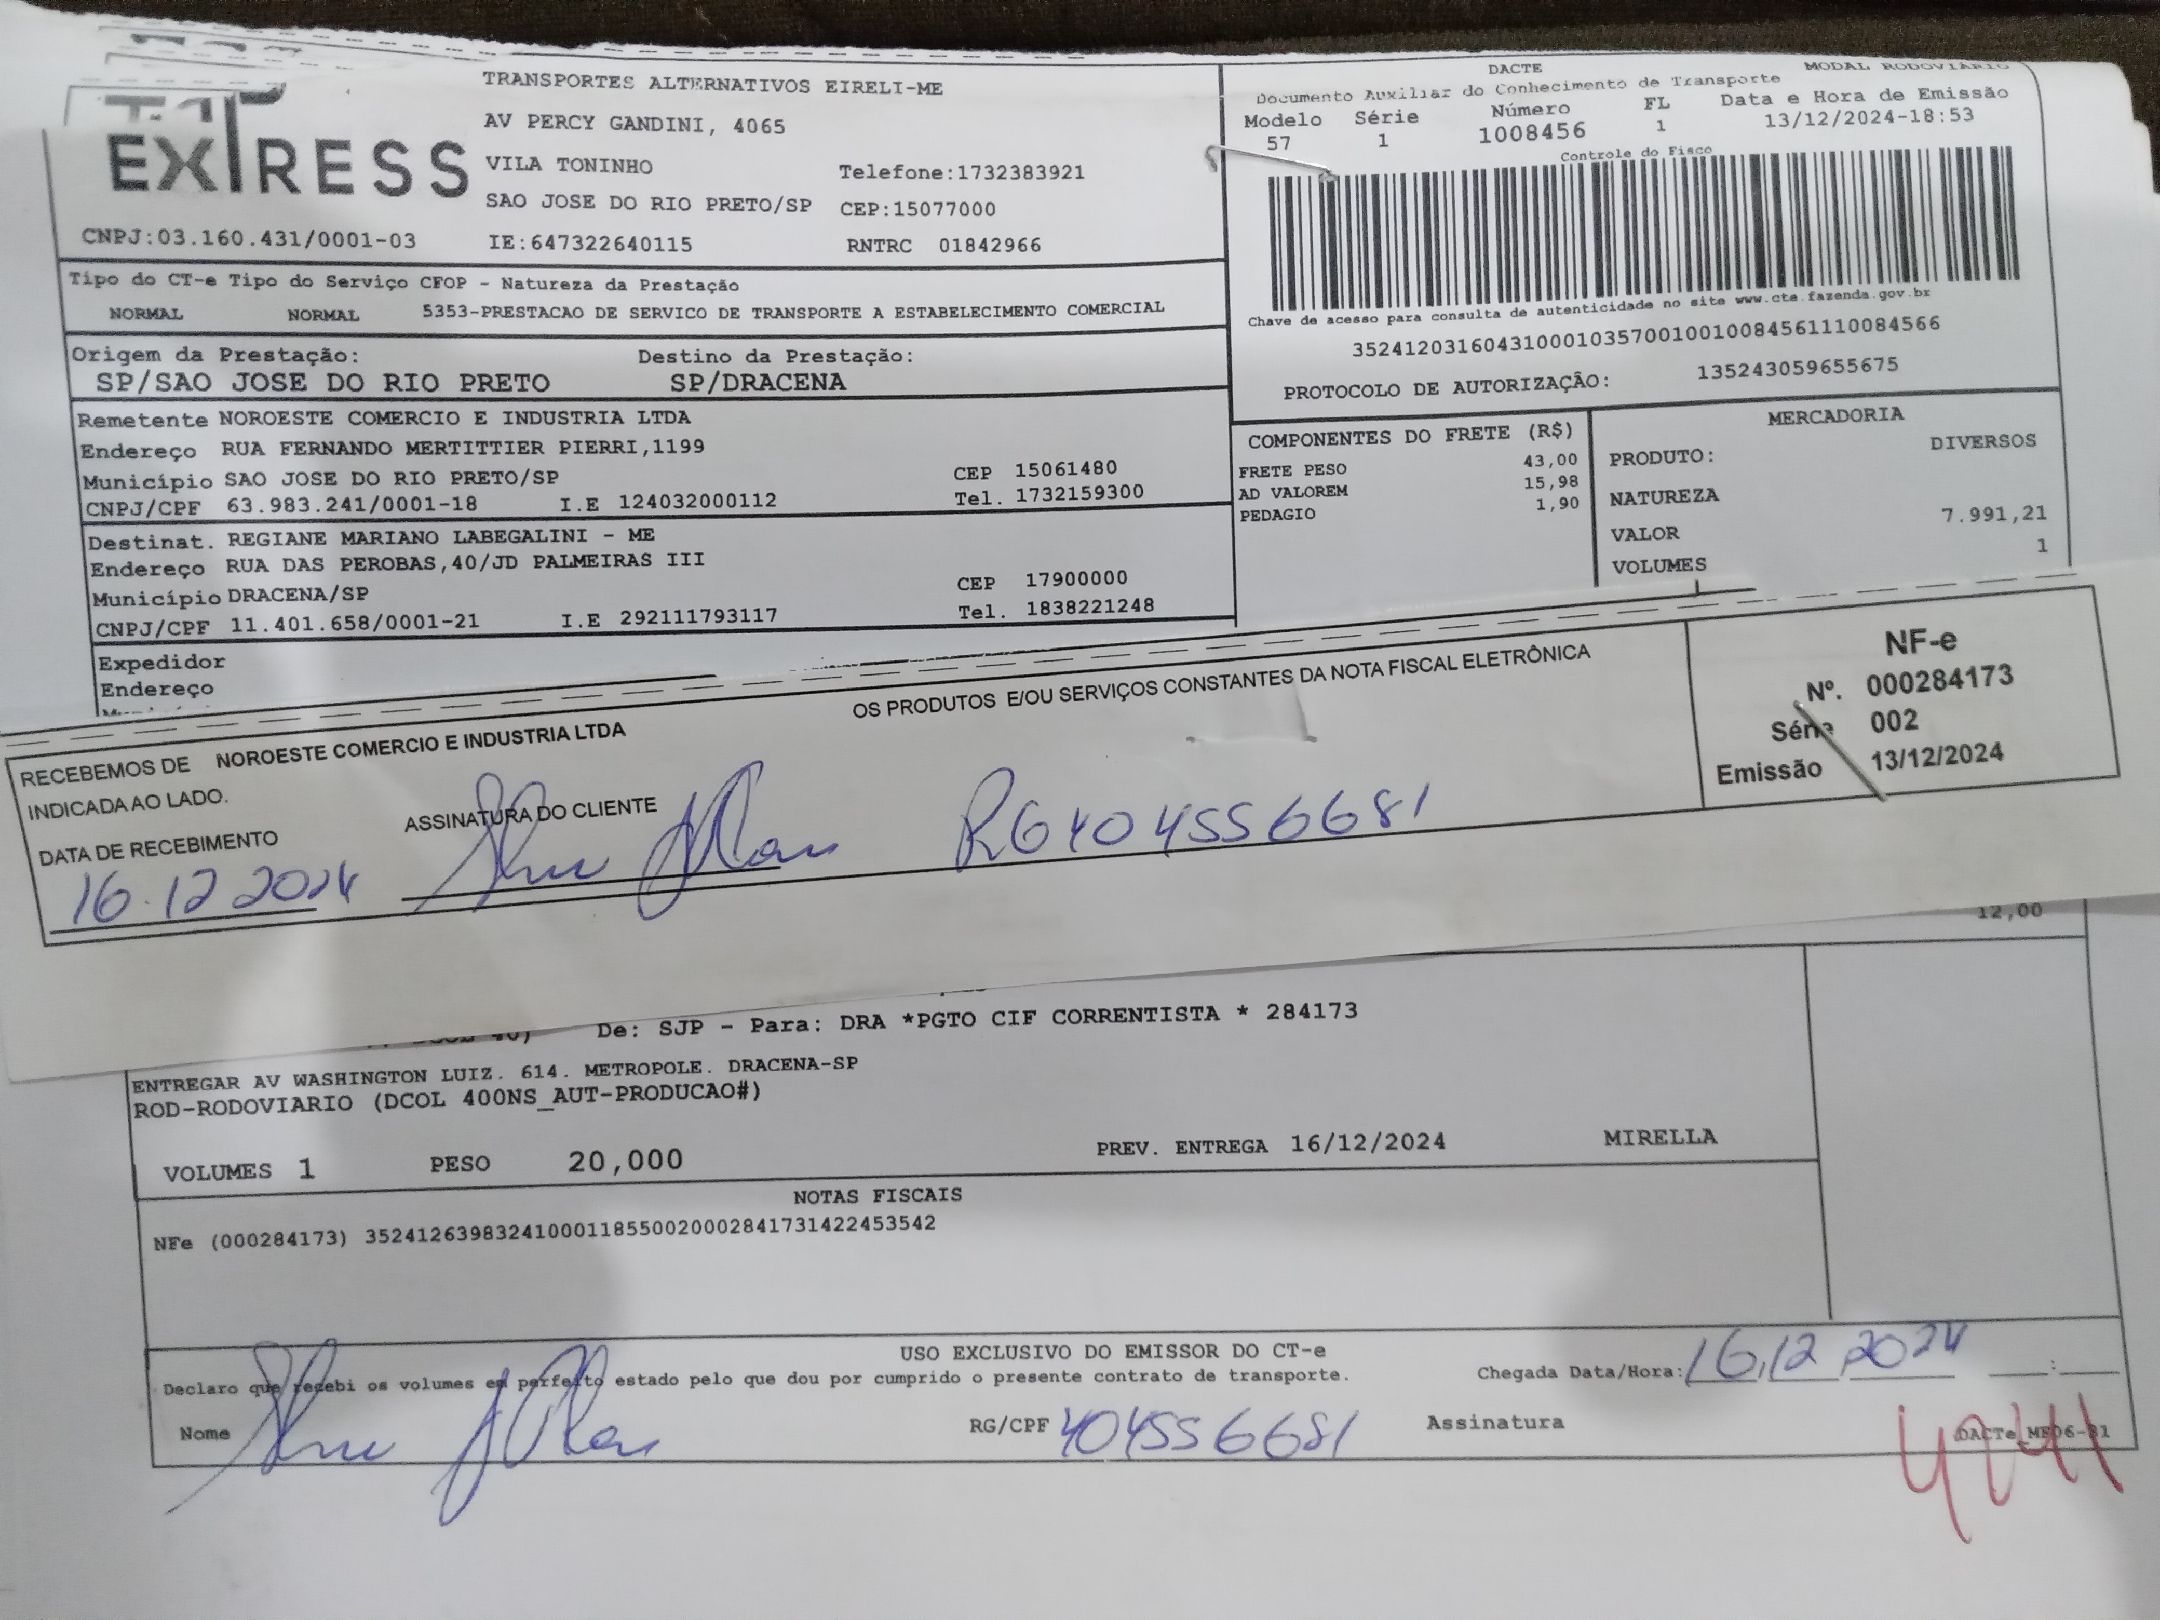 EXPRESS
TRANSPORTES ALTERNATIVOS EIRELI-ME
AV PERCY GANDINI, 4065
VILA TONINHO Telefone:1732383921
SAO JOSE DO RIO PRETO/SP CEP:15077000
CNPJ:03.160.431/0001-03 IE:647322640115 RNTRC 01842966
DACTE MODAL RODOVIARIO
Documento Auxiliar do Conhecimento de Transporte
Modelo Série Número FL Data e Hora de Emissão
57 1 1008456 1 13/12/2024-18:53
Controle do Fisco
Chave de acesso para consulta de autenticidade no site www.cte.fazenda.gov.br
35241203160431000103570010010084561110084566
PROTOCOLO DE AUTORIZAÇÃO: 135243059655675
Tipo do CT-e Tipo do Serviço CFOP - Natureza da Prestação
NORMAL NORMAL 5353-PRESTACAO DE SERVICO DE TRANSPORTE A ESTABELECIMENTO COMERCIAL
Origem da Prestação: Destino da Prestação:
SP/SAO JOSE DO RIO PRETO SP/DRACENA
Remetente NOROESTE COMERCIO E INDUSTRIA LTDA
Endereço RUA FERNANDO MERTITTIER PIERRI,1199
Município SAO JOSE DO RIO PRETO/SP CEP 15061480
CNPJ/CPF 63.983.241/0001-18 I.E 124032000112 Tel. 1732159300
Destinat. REGIANE MARIANO LABEGALINI - ME
Endereço RUA DAS PEROBAS,40/JD PALMEIRAS III
Município DRACENA/SP CEP 17900000
CNPJ/CPF 11.401.658/0001-21 I.E 292111793117 Tel. 1838221248
Expedidor
Endereço
COMPONENTES DO FRETE (R$)
FRETE PESO 43,00
AD VALOREM 15,98
PEDAGIO 1,90
MERCADORIA
PRODUTO: DIVERSOS
NATUREZA
VALOR 7.991,21
VOLUMES 1
RECEBEMOS DE NOROESTE COMERCIO E INDUSTRIA LTDA OS PRODUTOS E/OU SERVIÇOS CONSTANTES DA NOTA FISCAL ELETRÔNICA
INDICADA AO LADO.
DATA DE RECEBIMENTO ASSINATURA DO CLIENTE
16.12 2024 RG 404556681
NF-e
Nº. 000284173
Série 002
Emissão 13/12/2024
12,00
De: SJP - Para: DRA *PGTO CIF CORRENTISTA * 284173
ENTREGAR AV WASHINGTON LUIZ. 614. METROPOLE. DRACENA-SP
ROD-RODOVIARIO (DCOL 400NS_AUT-PRODUCAO#)
VOLUMES 1 PESO 20,000 PREV. ENTREGA 16/12/2024 MIRELLA
NOTAS FISCAIS
NFe (000284173) 35241263983241000118550020002841731422453542
USO EXCLUSIVO DO EMISSOR DO CT-e
Declaro que recebi os volumes em perfeito estado pelo que dou por cumprido o presente contrato de transporte. Chegada Data/Hora: 16.12.2024 __:__
Nome RG/CPF 404556681 Assinatura